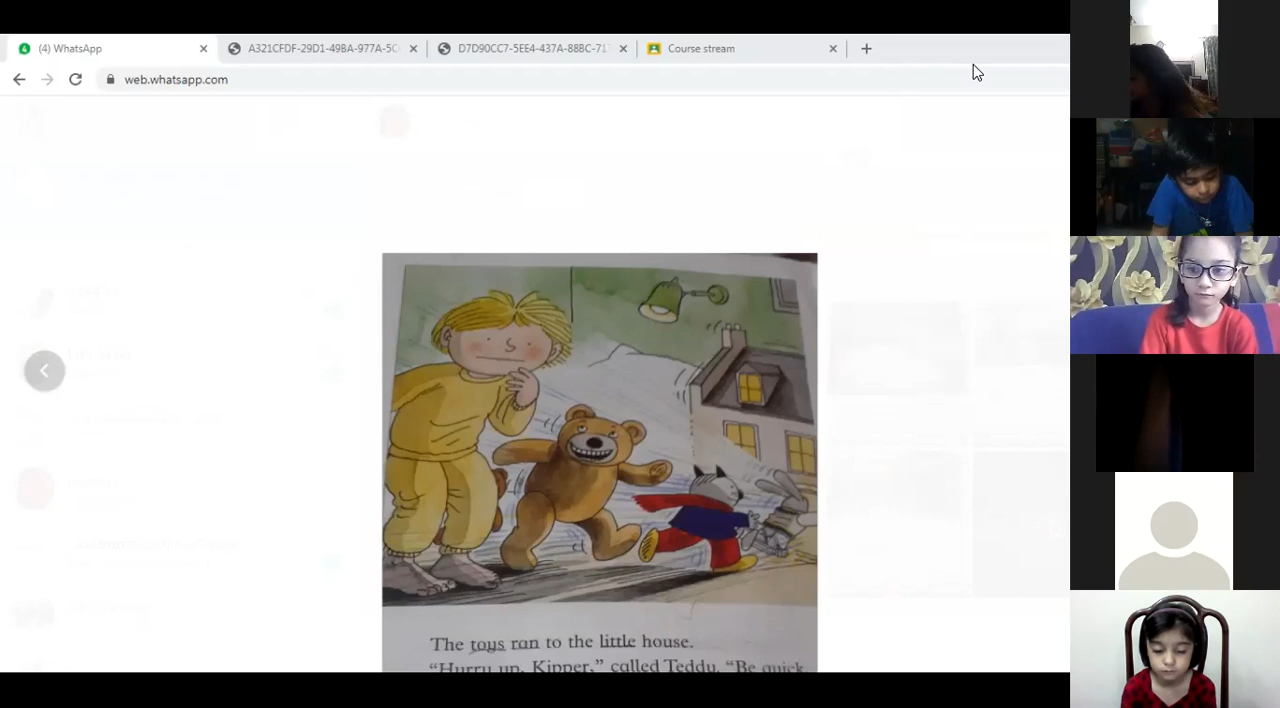 (4) WhatsApp
A321CFDF-29D1-49BA-977A-5C
D7D90CC7-5EE4-437A-88BC-717
Course stream
web.whatsapp.com
The toys ran to the little house.
"Hurry up, Kipper," called Teddy. "Be quick